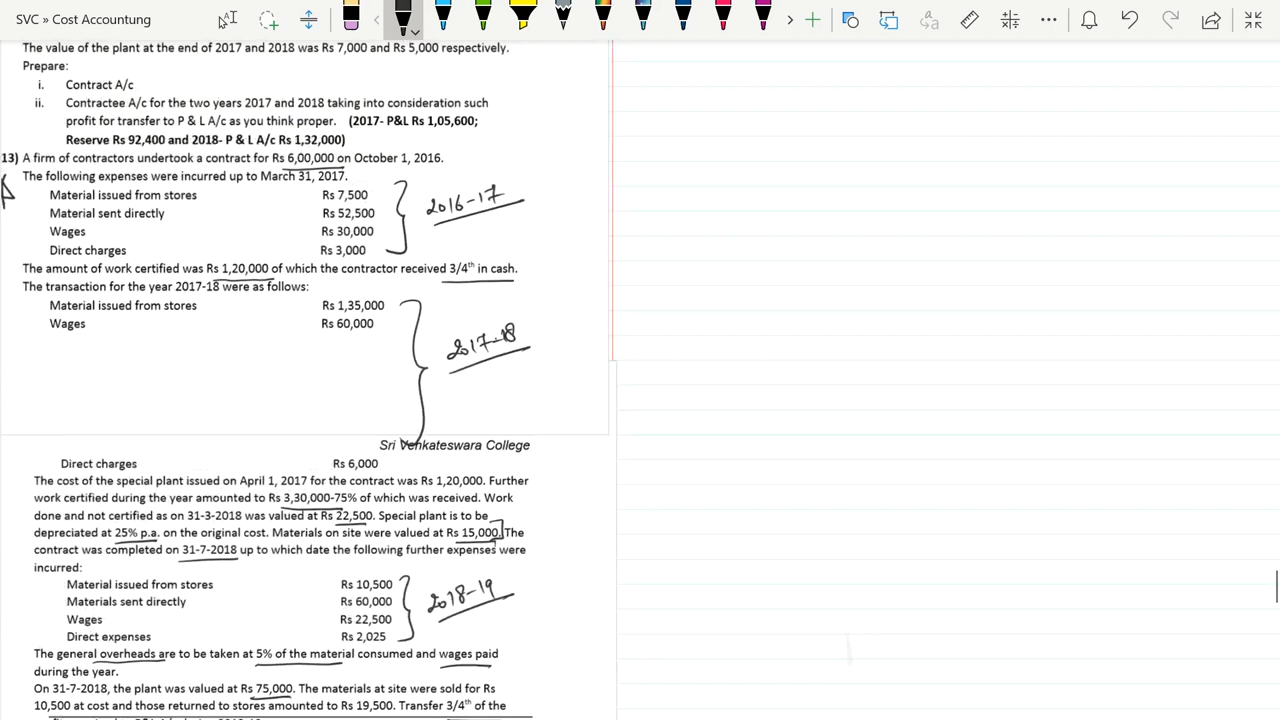 SVC > Cost Accountung
The value of the plant at the end of 2017 and 2018 was Rs 7,000 and Rs 5,000 respectively.
Prepare:
i. Contract A/c
ii. Contractee A/c for the two years 2017 and 2018 taking into consideration such
profit for transfer to P & L A/c as you think proper. (2017- P&L Rs 1,05,600;
Reserve Rs 92,400 and 2018- P & L A/c Rs 1,32,000)
13) A firm of contractors undertook a contract for Rs 6,00,000 on October 1, 2016.
The following expenses were incurred up to March 31, 2017.
Material issued from stores Rs 7,500
Material sent directly Rs 52,500
2016-17
Wages Rs 30,000
Direct charges Rs 3,000
The amount of work certified was Rs 1,20,000 of which the contractor received 3/4th in cash.
The transaction for the year 2017-18 were as follows:
Material issued from stores Rs 1,35,000
Wages Rs 60,000
2017-18
Sri Venkateswara College
Direct charges Rs 6,000
The cost of the special plant issued on April 1, 2017 for the contract was Rs 1,20,000. Further
work certified during the year amounted to Rs 3,30,000-75% of which was received. Work
done and not certified as on 31-3-2018 was valued at Rs 22,500. Special plant is to be
depreciated at 25% p.a. on the original cost. Materials on site were valued at Rs 15,000. The
contract was completed on 31-7-2018 up to which date the following further expenses were
incurred:
Material issued from stores Rs 10,500
Materials sent directly Rs 60,000
2018-19
Wages Rs 22,500
Direct expenses Rs 2,025
The general overheads are to be taken at 5% of the material consumed and wages paid
during the year.
On 31-7-2018, the plant was valued at Rs 75,000. The materials at site were sold for Rs
10,500 at cost and those returned to stores amounted to Rs 19,500. Transfer 3/4th of the